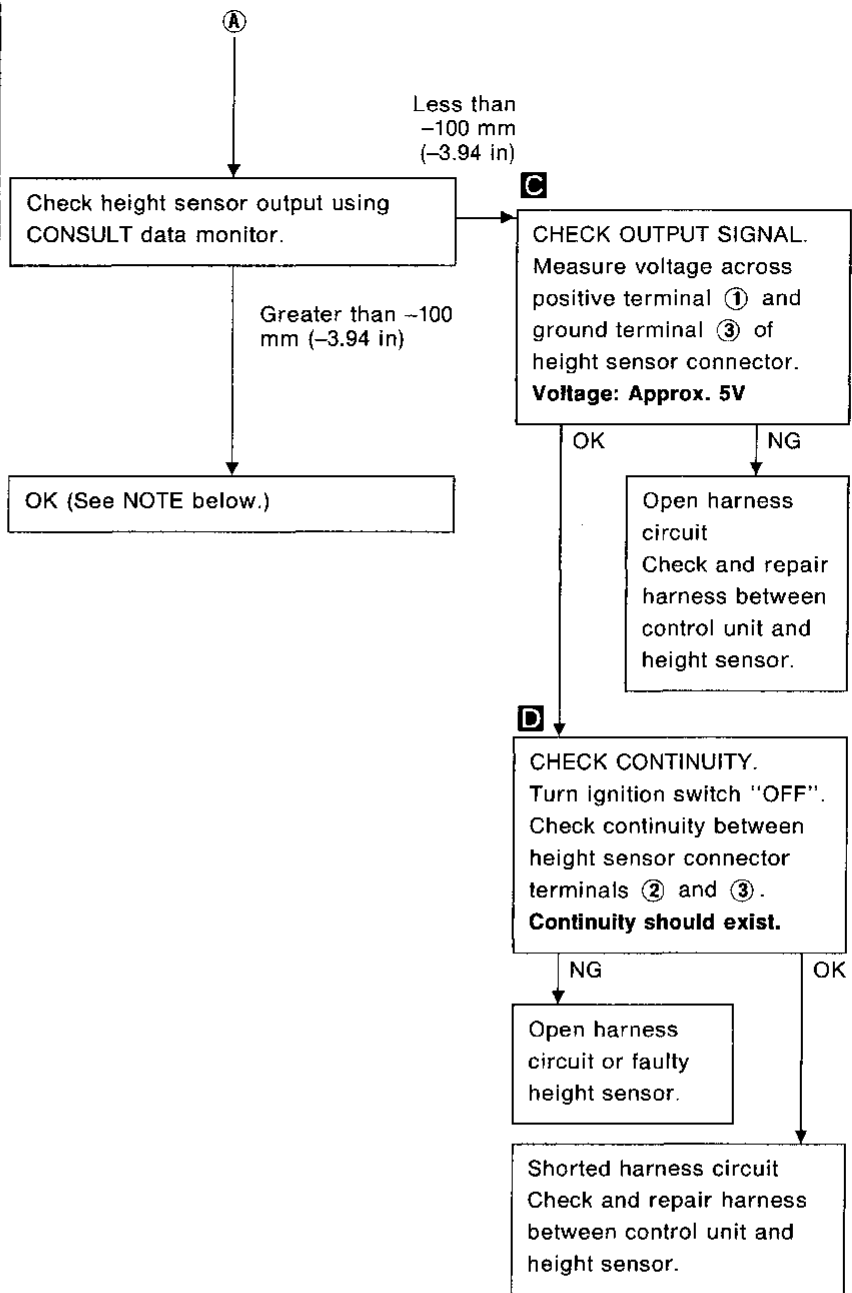 Ⓐ
Less than
–100 mm
(–3.94 in)
Check height sensor output using
CONSULT data monitor.
Greater than –100
mm (–3.94 in)
OK (See NOTE below.)
C
CHECK OUTPUT SIGNAL.
Measure voltage across
positive terminal ① and
ground terminal ③ of
height sensor connector.
Voltage: Approx. 5V
OK
NG
Open harness
circuit
Check and repair
harness between
control unit and
height sensor.
D
CHECK CONTINUITY.
Turn ignition switch "OFF".
Check continuity between
height sensor connector
terminals ② and ③.
Continuity should exist.
NG
OK
Open harness
circuit or faulty
height sensor.
Shorted harness circuit
Check and repair harness
between control unit and
height sensor.